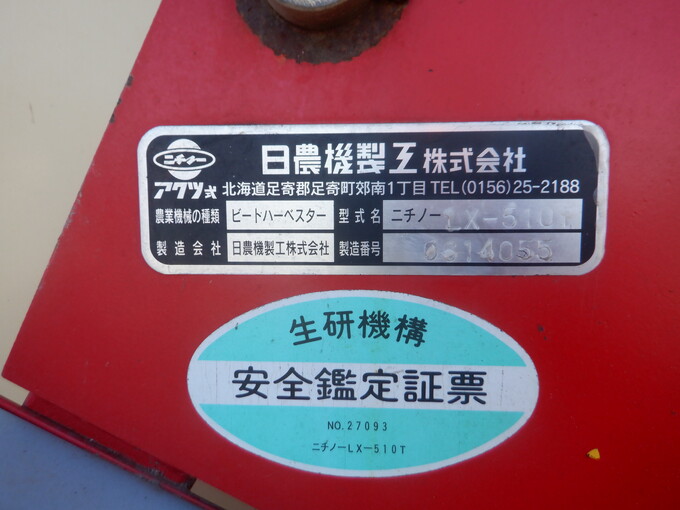 ニチノー
日農機製工株式会社
アクツ式 北海道足寄郡足寄町郊南1丁目 TEL(0156)25-2188
農業機械の種類 ビートハーベスター 型式名 ニチノー LX-510T
製造会社 日農機製工株式会社 製造番号 0614055
生研機構
安全鑑定証票
NO.27093
ニチノーLX-510T